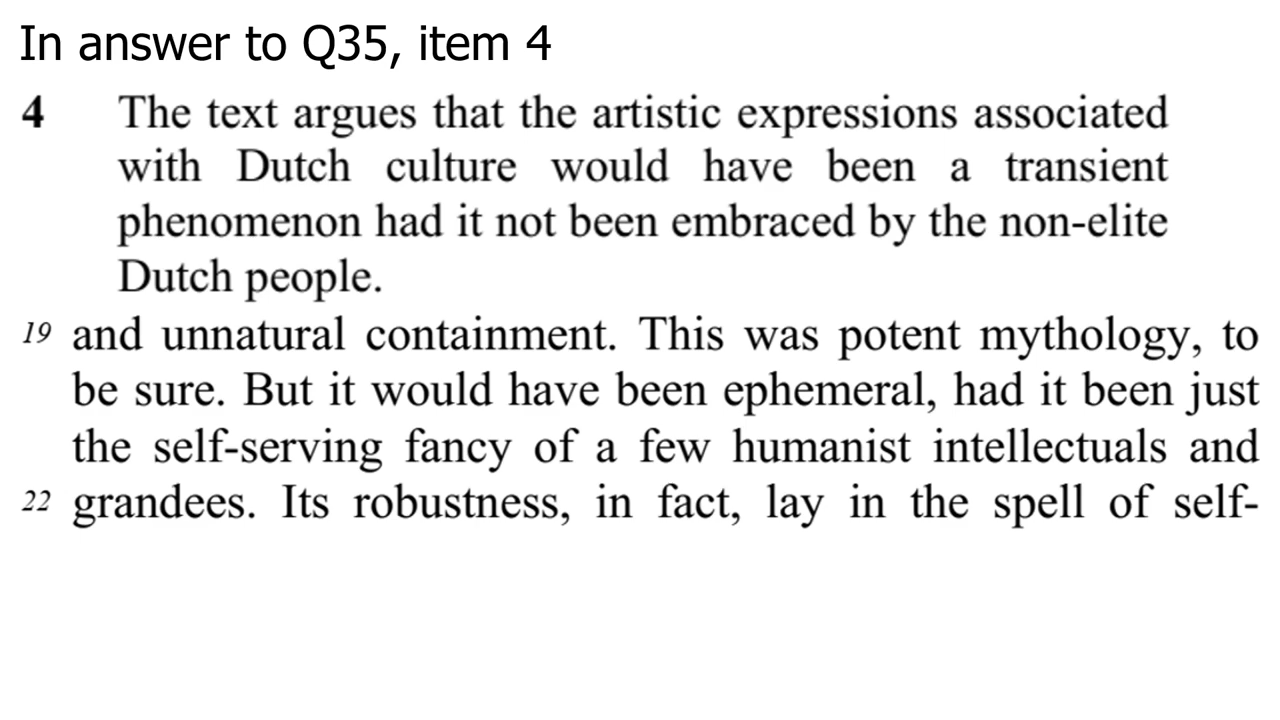 In answer to Q35, item 4
4 The text argues that the artistic expressions associated
with Dutch culture would have been a transient
phenomenon had it not been embraced by the non-elite
Dutch people.
19 and unnatural containment. This was potent mythology, to
be sure. But it would have been ephemeral, had it been just
the self-serving fancy of a few humanist intellectuals and
22 grandees. Its robustness, in fact, lay in the spell of self-